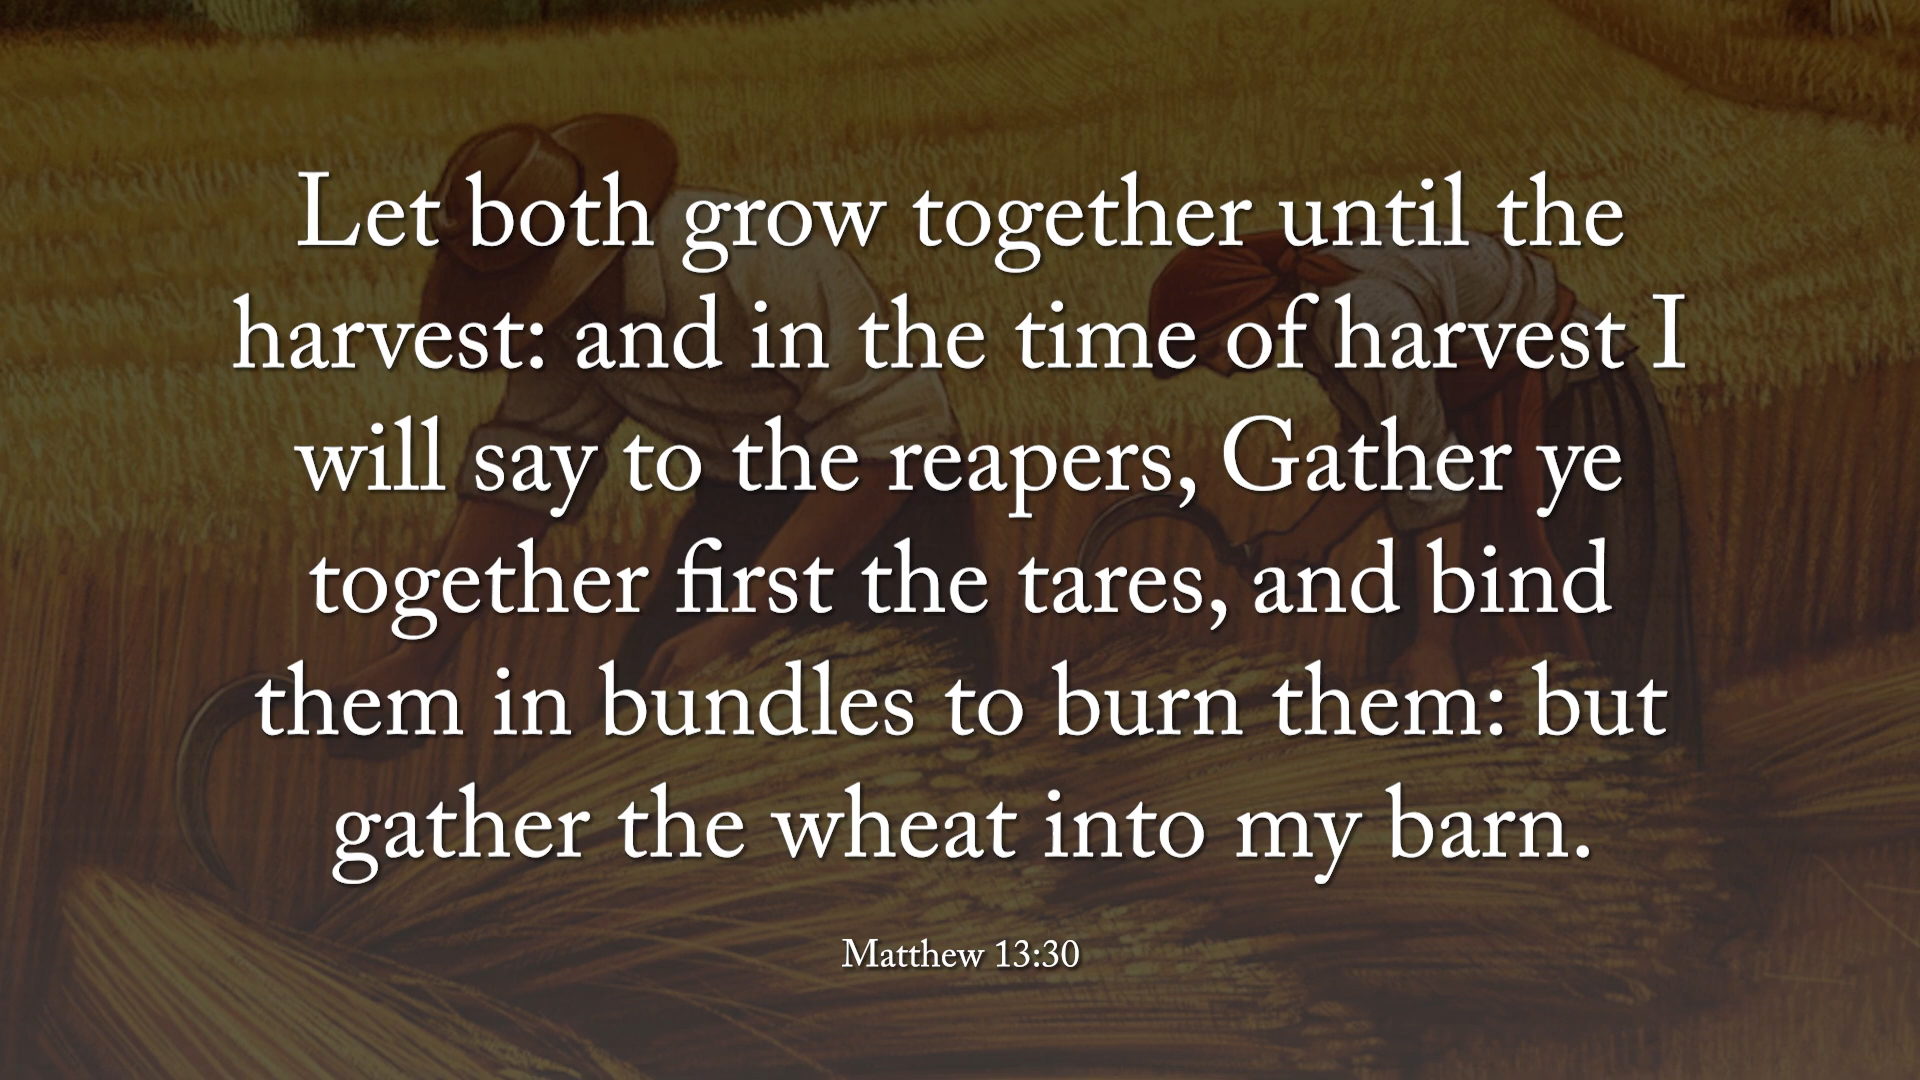 Let both grow together until the
harvest: and in the time of harvest I
will say to the reapers, Gather ye
together first the tares, and bind
them in bundles to burn them: but
gather the wheat into my barn.
Matthew 13:30